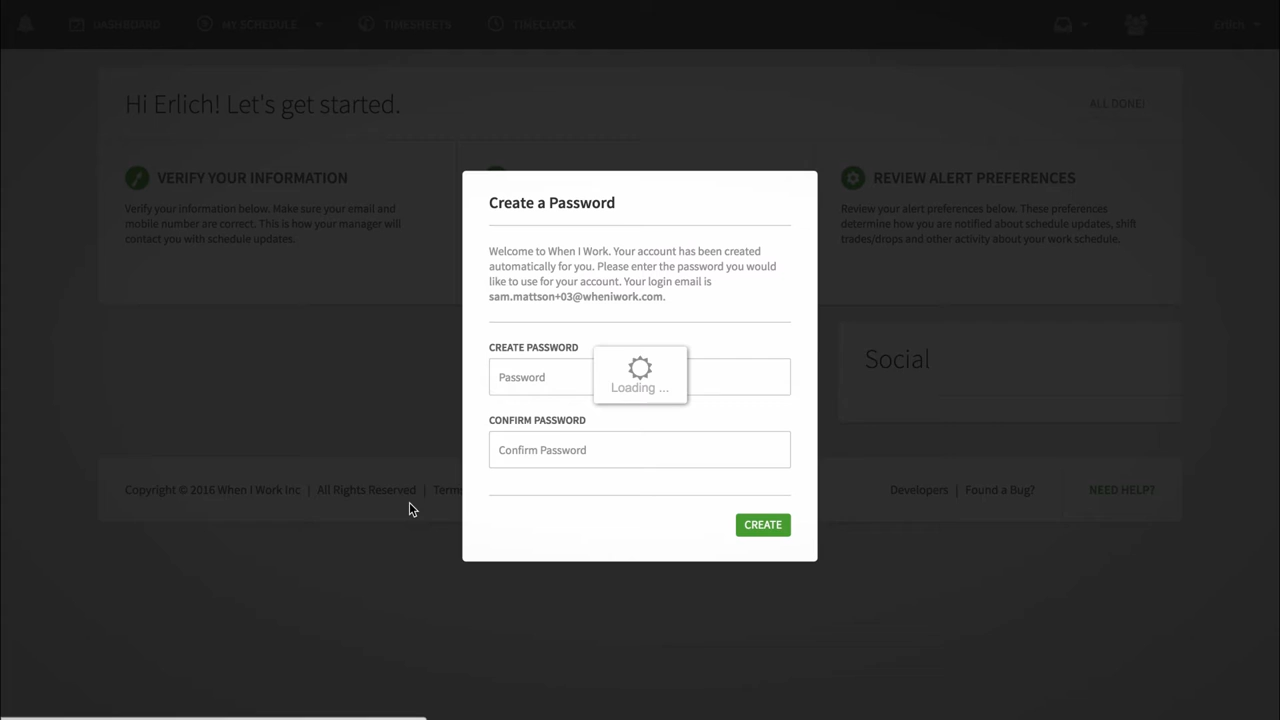 DASHBOARD
MY SCHEDULE
TIMESHEETS
TIMECLOCK
Erlich
Hi Erlich! Let's get started.
ALL DONE!
VERIFY YOUR INFORMATION
Verify your information below. Make sure your email and
mobile number are correct. This is how your manager will
contact you with schedule updates.
REVIEW ALERT PREFERENCES
Review your alert preferences below. These preferences
determine how you are notified about schedule updates, shift
trades/drops and other activity about your work schedule.
Create a Password
Welcome to When I Work. Your account has been created
automatically for you. Please enter the password you would
like to use for your account. Your login email is
sam.mattson+03@wheniwork.com.
CREATE PASSWORD
Password
Loading ...
CONFIRM PASSWORD
Confirm Password
CREATE
Social
Copyright © 2016 When I Work Inc | All Rights Reserved | Terms
Developers | Found a Bug?
NEED HELP?